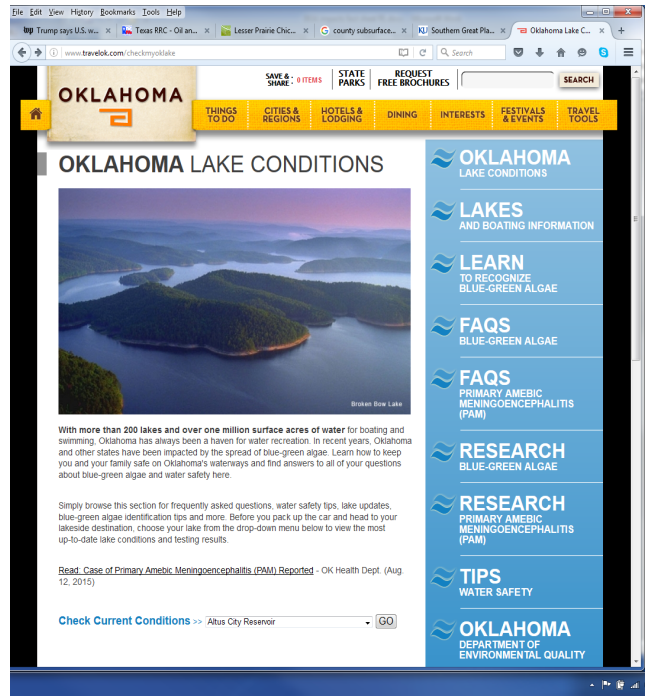 File Edit View History Bookmarks Tools Help
Trump says U.S. w... × Texas RRC - Oil an... × Lesser Prairie Chic... × county subsurface... × Southern Great Pla... × Oklahoma Lake C... × +
www.travelok.com/checkmyoklake Search
OKLAHOMA
SAVE & - SHARE - 0 ITEMS
STATE PARKS
REQUEST FREE BROCHURES
SEARCH
THINGS TO DO
CITIES & REGIONS
HOTELS & LODGING
DINING
INTERESTS
FESTIVALS & EVENTS
TRAVEL TOOLS
OKLAHOMA LAKE CONDITIONS
Broken Bow Lake
With more than 200 lakes and over one million surface acres of water for boating and
swimming, Oklahoma has always been a haven for water recreation. In recent years, Oklahoma
and other states have been impacted by the spread of blue-green algae. Learn how to keep
you and your family safe on Oklahoma's waterways and find answers to all of your questions
about blue-green algae and water safety here.
Simply browse this section for frequently asked questions, water safety tips, lake updates,
blue-green algae identification tips and more. Before you pack up the car and head to your
lakeside destination, choose your lake from the drop-down menu below to view the most
up-to-date lake conditions and testing results.
Read: Case of Primary Amebic Meningoencephalitis (PAM) Reported - OK Health Dept. (Aug.
12, 2015)
Check Current Conditions >> Altus City Reservoir GO
OKLAHOMA
LAKE CONDITIONS
LAKES
AND BOATING INFORMATION
LEARN
TO RECOGNIZE
BLUE-GREEN ALGAE
FAQS
BLUE-GREEN ALGAE
FAQS
PRIMARY AMEBIC
MENINGOENCEPHALITIS
(PAM)
RESEARCH
BLUE-GREEN ALGAE
RESEARCH
PRIMARY AMEBIC
MENINGOENCEPHALITIS
(PAM)
TIPS
WATER SAFETY
OKLAHOMA
DEPARTMENT OF
ENVIRONMENTAL QUALITY